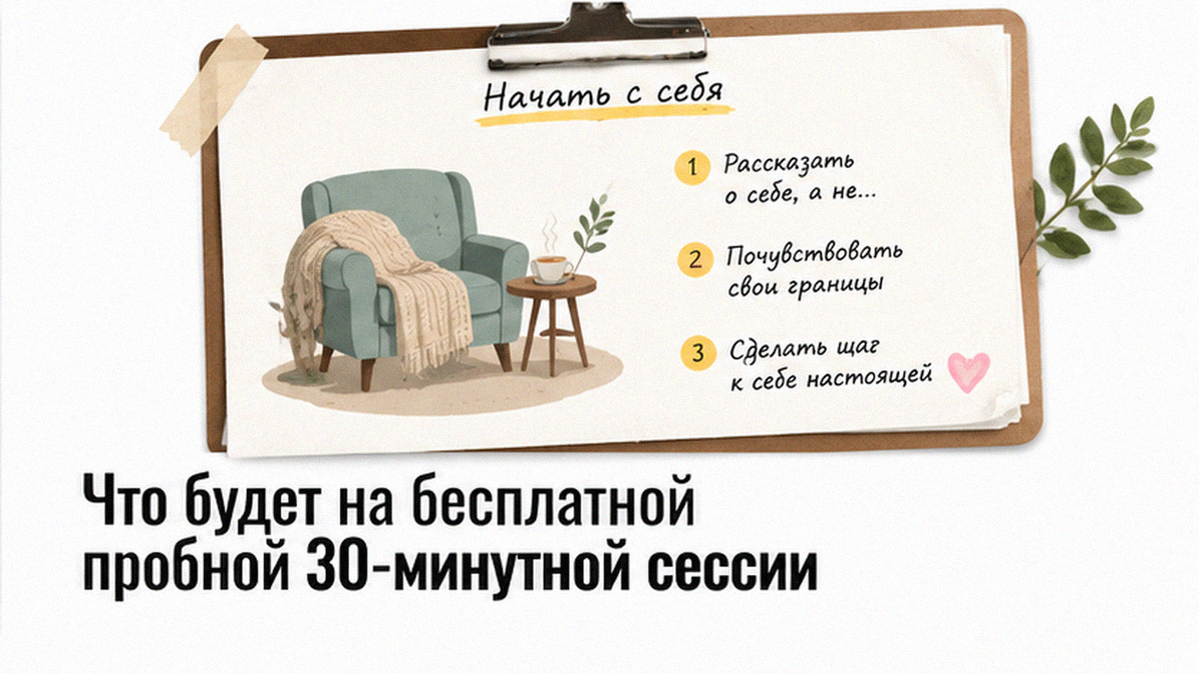 Начать с себя
1 Рассказать
о себе, а не...
2 Почувствовать
свои границы
3 Сделать шаг
к себе настоящей
Что будет на бесплатной
пробной 30-минутной сессии